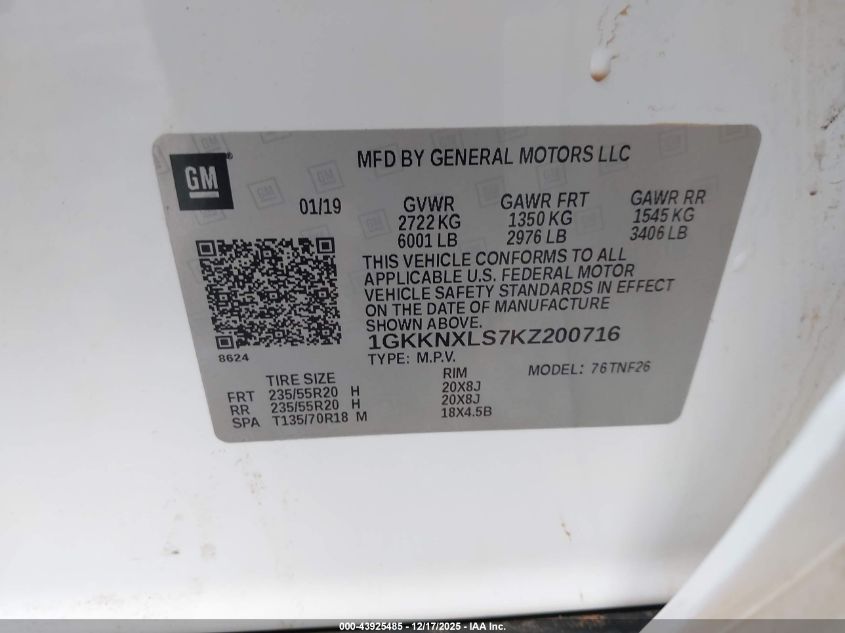 GM
MFD BY GENERAL MOTORS LLC
01/19
GVWR GAWR FRT GAWR RR
2722 KG 1350 KG 1545 KG
6001 LB 2976 LB 3406 LB
THIS VEHICLE CONFORMS TO ALL
APPLICABLE U.S. FEDERAL MOTOR
VEHICLE SAFETY STANDARDS IN EFFECT
ON THE DATE OF MANUFACTURE
SHOWN ABOVE.
1GKKNXLS7KZ200716
8624
TYPE: M.P.V. MODEL: 76TNF26
TIRE SIZE RIM
FRT 235/55R20 H 20X8J
RR 235/55R20 H 20X8J
SPA T135/70R18 M 18X4.5B
000-43925485 - 12/17/2025 - IAA Inc.